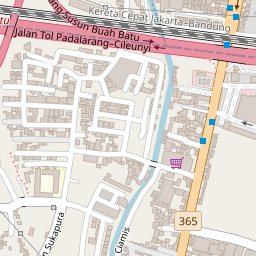 Kereta Cepat Jakarta-Bandung
Susun Buah Batu
Jalan Tol Padalarang-Cileunyi
365
Sukapura
Ciamis